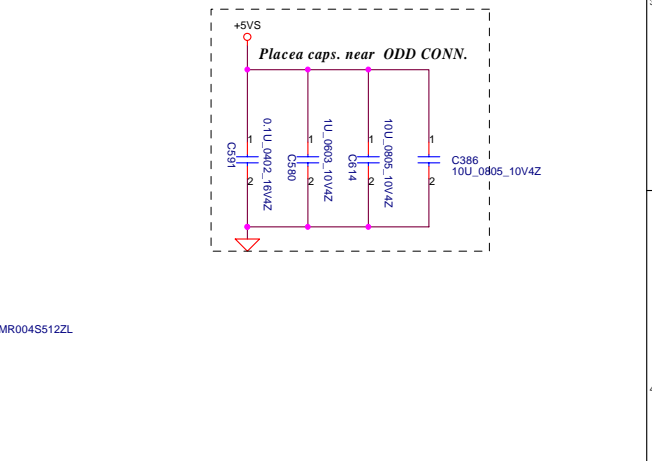 +5VS
Placea caps. near ODD CONN.
1
2
C591
0.1U_0402_16V4Z
1
2
C580
1U_0603_10V4Z
1
2
C614
10U_0805_10V4Z
1
2
C386
10U_0805_10V4Z
MR004S512ZL